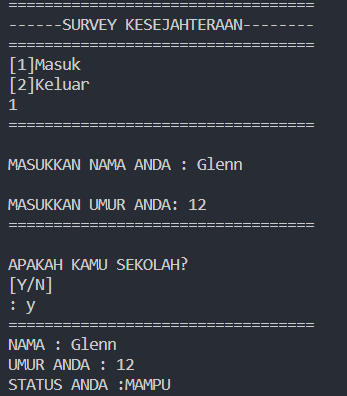 ==================================
------SURVEY KESEJAHTERAAN--------
==================================
[1]Masuk
[2]Keluar
1
==================================
MASUKKAN NAMA ANDA : Glenn
MASUKKAN UMUR ANDA: 12
==================================
APAKAH KAMU SEKOLAH?
[Y/N]
: y
==================================
NAMA : Glenn
UMUR ANDA : 12
STATUS ANDA :MAMPU